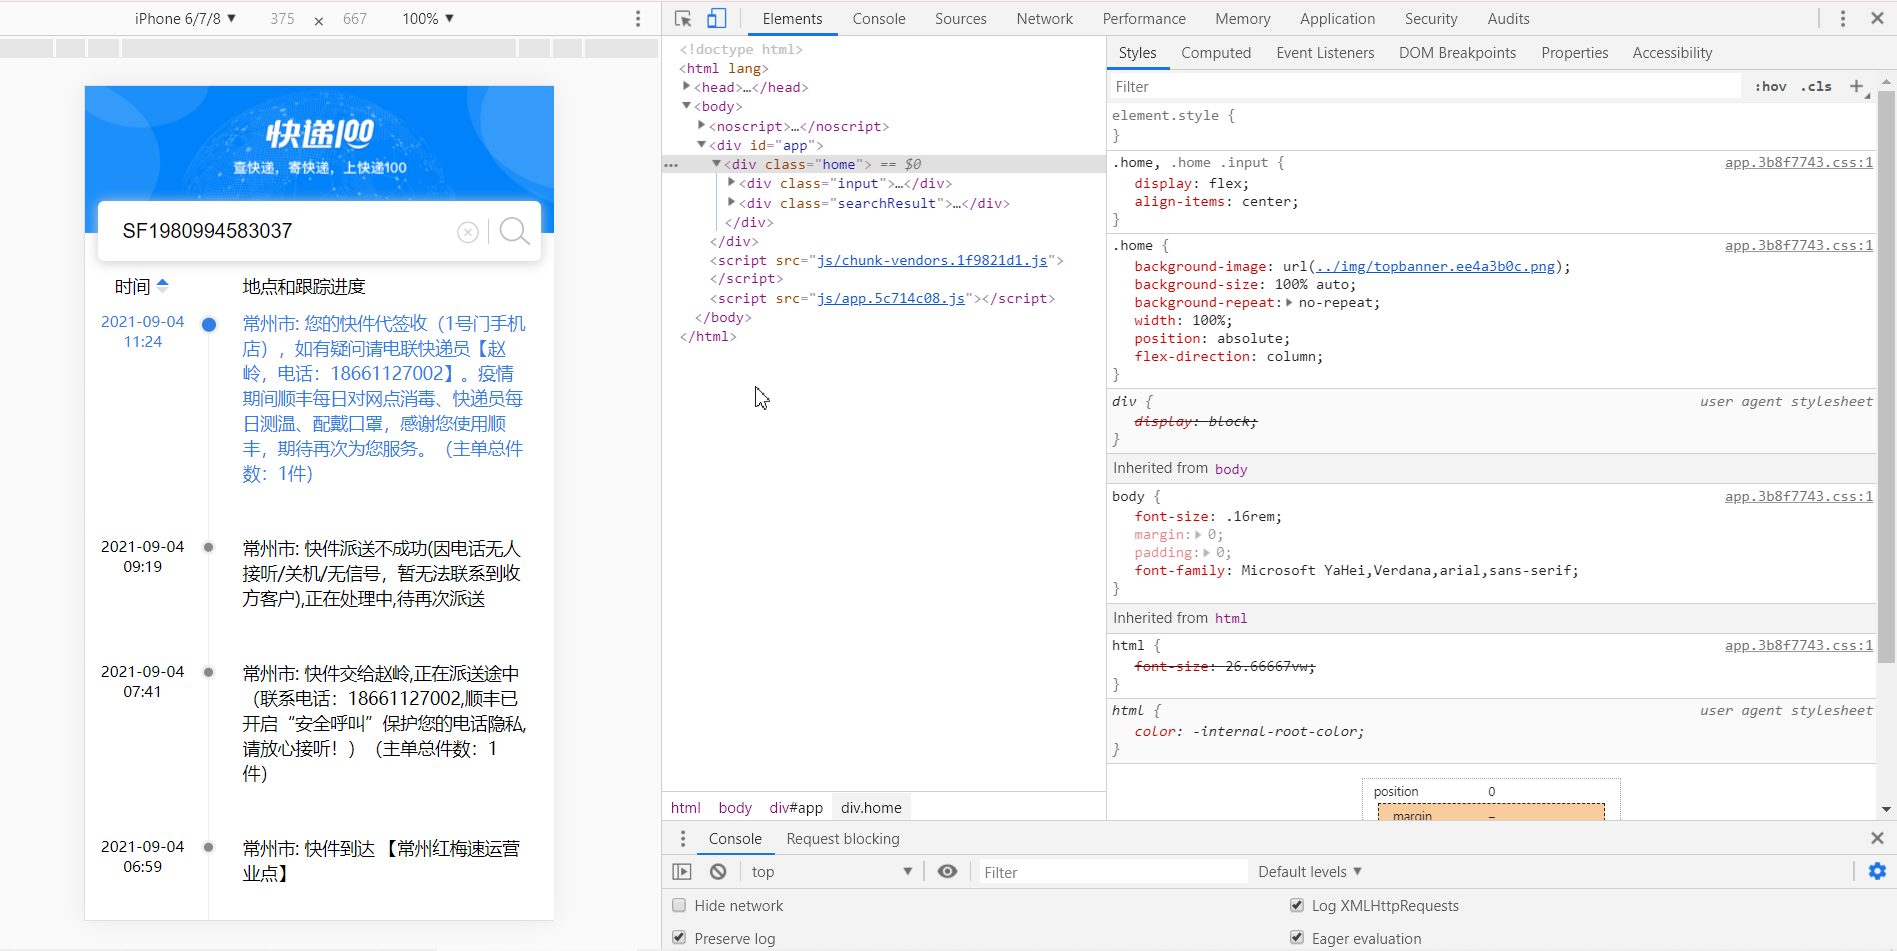 iPhone 6/7/8 ▼ 375 × 667 100% ▼
快递100
查快递，寄快递，上快递100
SF1980994583037
时间 地点和跟踪进度
2021-09-04
11:24
常州市: 您的快件代签收（1号门手机
店），如有疑问请电联快递员【赵
岭，电话：18661127002】。疫情
期间顺丰每日对网点消毒、快递员每
日测温、配戴口罩，感谢您使用顺
丰，期待再次为您服务。（主单总件
数：1件）
2021-09-04
09:19
常州市: 快件派送不成功(因电话无人
接听/关机/无信号，暂无法联系到收
方客户),正在处理中,待再次派送
2021-09-04
07:41
常州市: 快件交给赵岭,正在派送途中
（联系电话：18661127002,顺丰已
开启“安全呼叫”保护您的电话隐私,
请放心接听！）（主单总件数：1
件）
2021-09-04
06:59
常州市: 快件到达 【常州红梅速运营
业点】
Elements Console Sources Network Performance Memory Application Security Audits
<!doctype html>
<html lang>
<head>…</head>
<body>
<noscript>…</noscript>
<div id="app">
<div class="home"> == $0
<div class="input">…</div>
<div class="searchResult">…</div>
</div>
</div>
<script src="js/chunk-vendors.1f9821d1.js">
</script>
<script src="js/app.5c714c08.js"></script>
</body>
</html>
html body div#app div.home
Styles Computed Event Listeners DOM Breakpoints Properties Accessibility
Filter :hov .cls +
element.style {
}
.home, .home .input { app.3b8f7743.css:1
display: flex;
align-items: center;
}
.home { app.3b8f7743.css:1
background-image: url(../img/topbanner.ee4a3b0c.png);
background-size: 100% auto;
background-repeat: no-repeat;
width: 100%;
position: absolute;
flex-direction: column;
}
div { user agent stylesheet
display: block;
}
Inherited from body
body { app.3b8f7743.css:1
font-size: .16rem;
margin: 0;
padding: 0;
font-family: Microsoft YaHei,Verdana,arial,sans-serif;
}
Inherited from html
html { app.3b8f7743.css:1
font-size: 26.66667vw;
}
html { user agent stylesheet
color: -internal-root-color;
}
position 0
margin –
Console Request blocking
top ▼ Filter Default levels ▼
Hide network Log XMLHttpRequests
Preserve log Eager evaluation